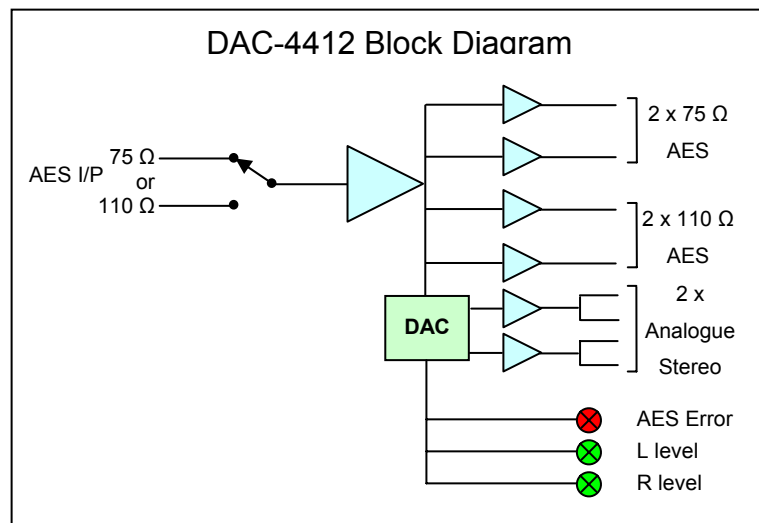 DAC-4412 Block Diagram
75 Ω
AES I/P or
110 Ω
2 x 75 Ω
AES
2 x 110 Ω
AES
DAC
2 x
Analogue
Stereo
AES Error
L level
R level